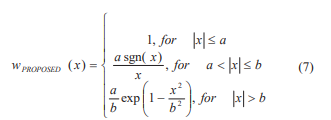 1, for |x| ≤ a
w_PROPOSED (x) = { a sgn( x) / x, for a < |x| ≤ b (7)
a/b exp(1 − x²/b²), for |x| > b